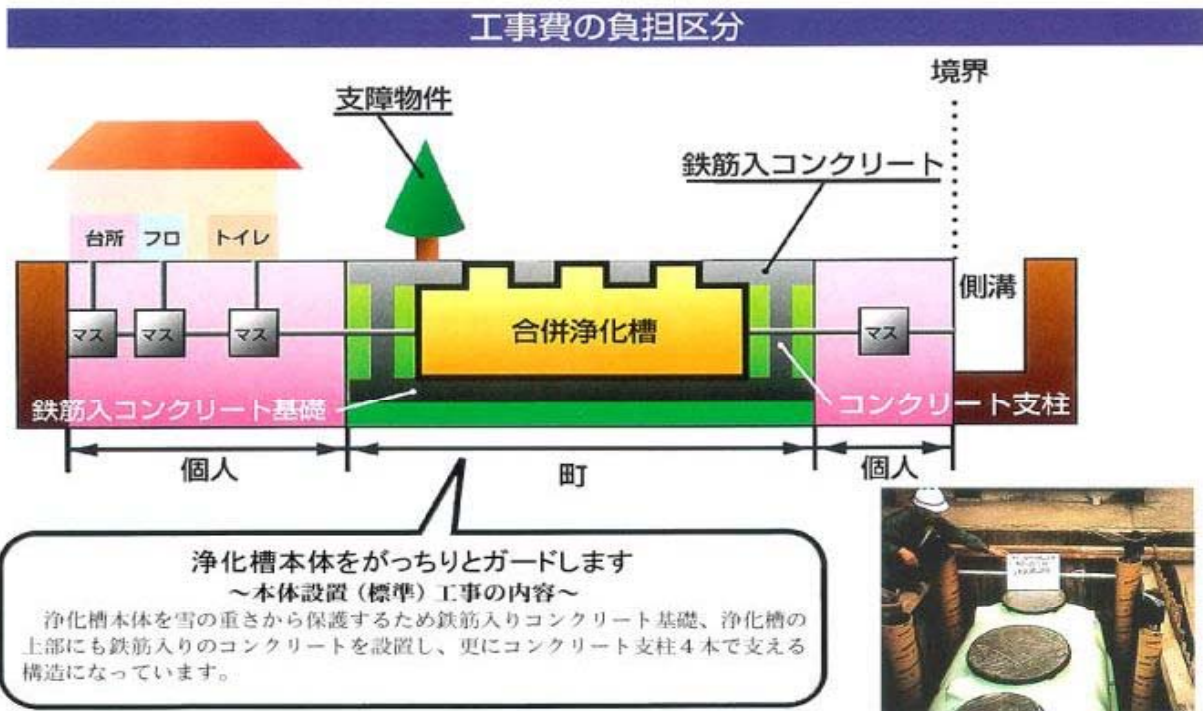 工事費の負担区分
境界
支障物件
鉄筋入コンクリート
台所 フロ トイレ
側溝
マス マス マス 合併浄化槽 マス
鉄筋入コンクリート基礎 コンクリート支柱
個人 町 個人
浄化槽本体をがっちりとガードします
~本体設置(標準)工事の内容~
浄化槽本体を雪の重さから保護するため鉄筋入りコンクリート基礎、浄化槽の
上部にも鉄筋入りのコンクリートを設置し、更にコンクリート支柱4本で支える
構造になっています。